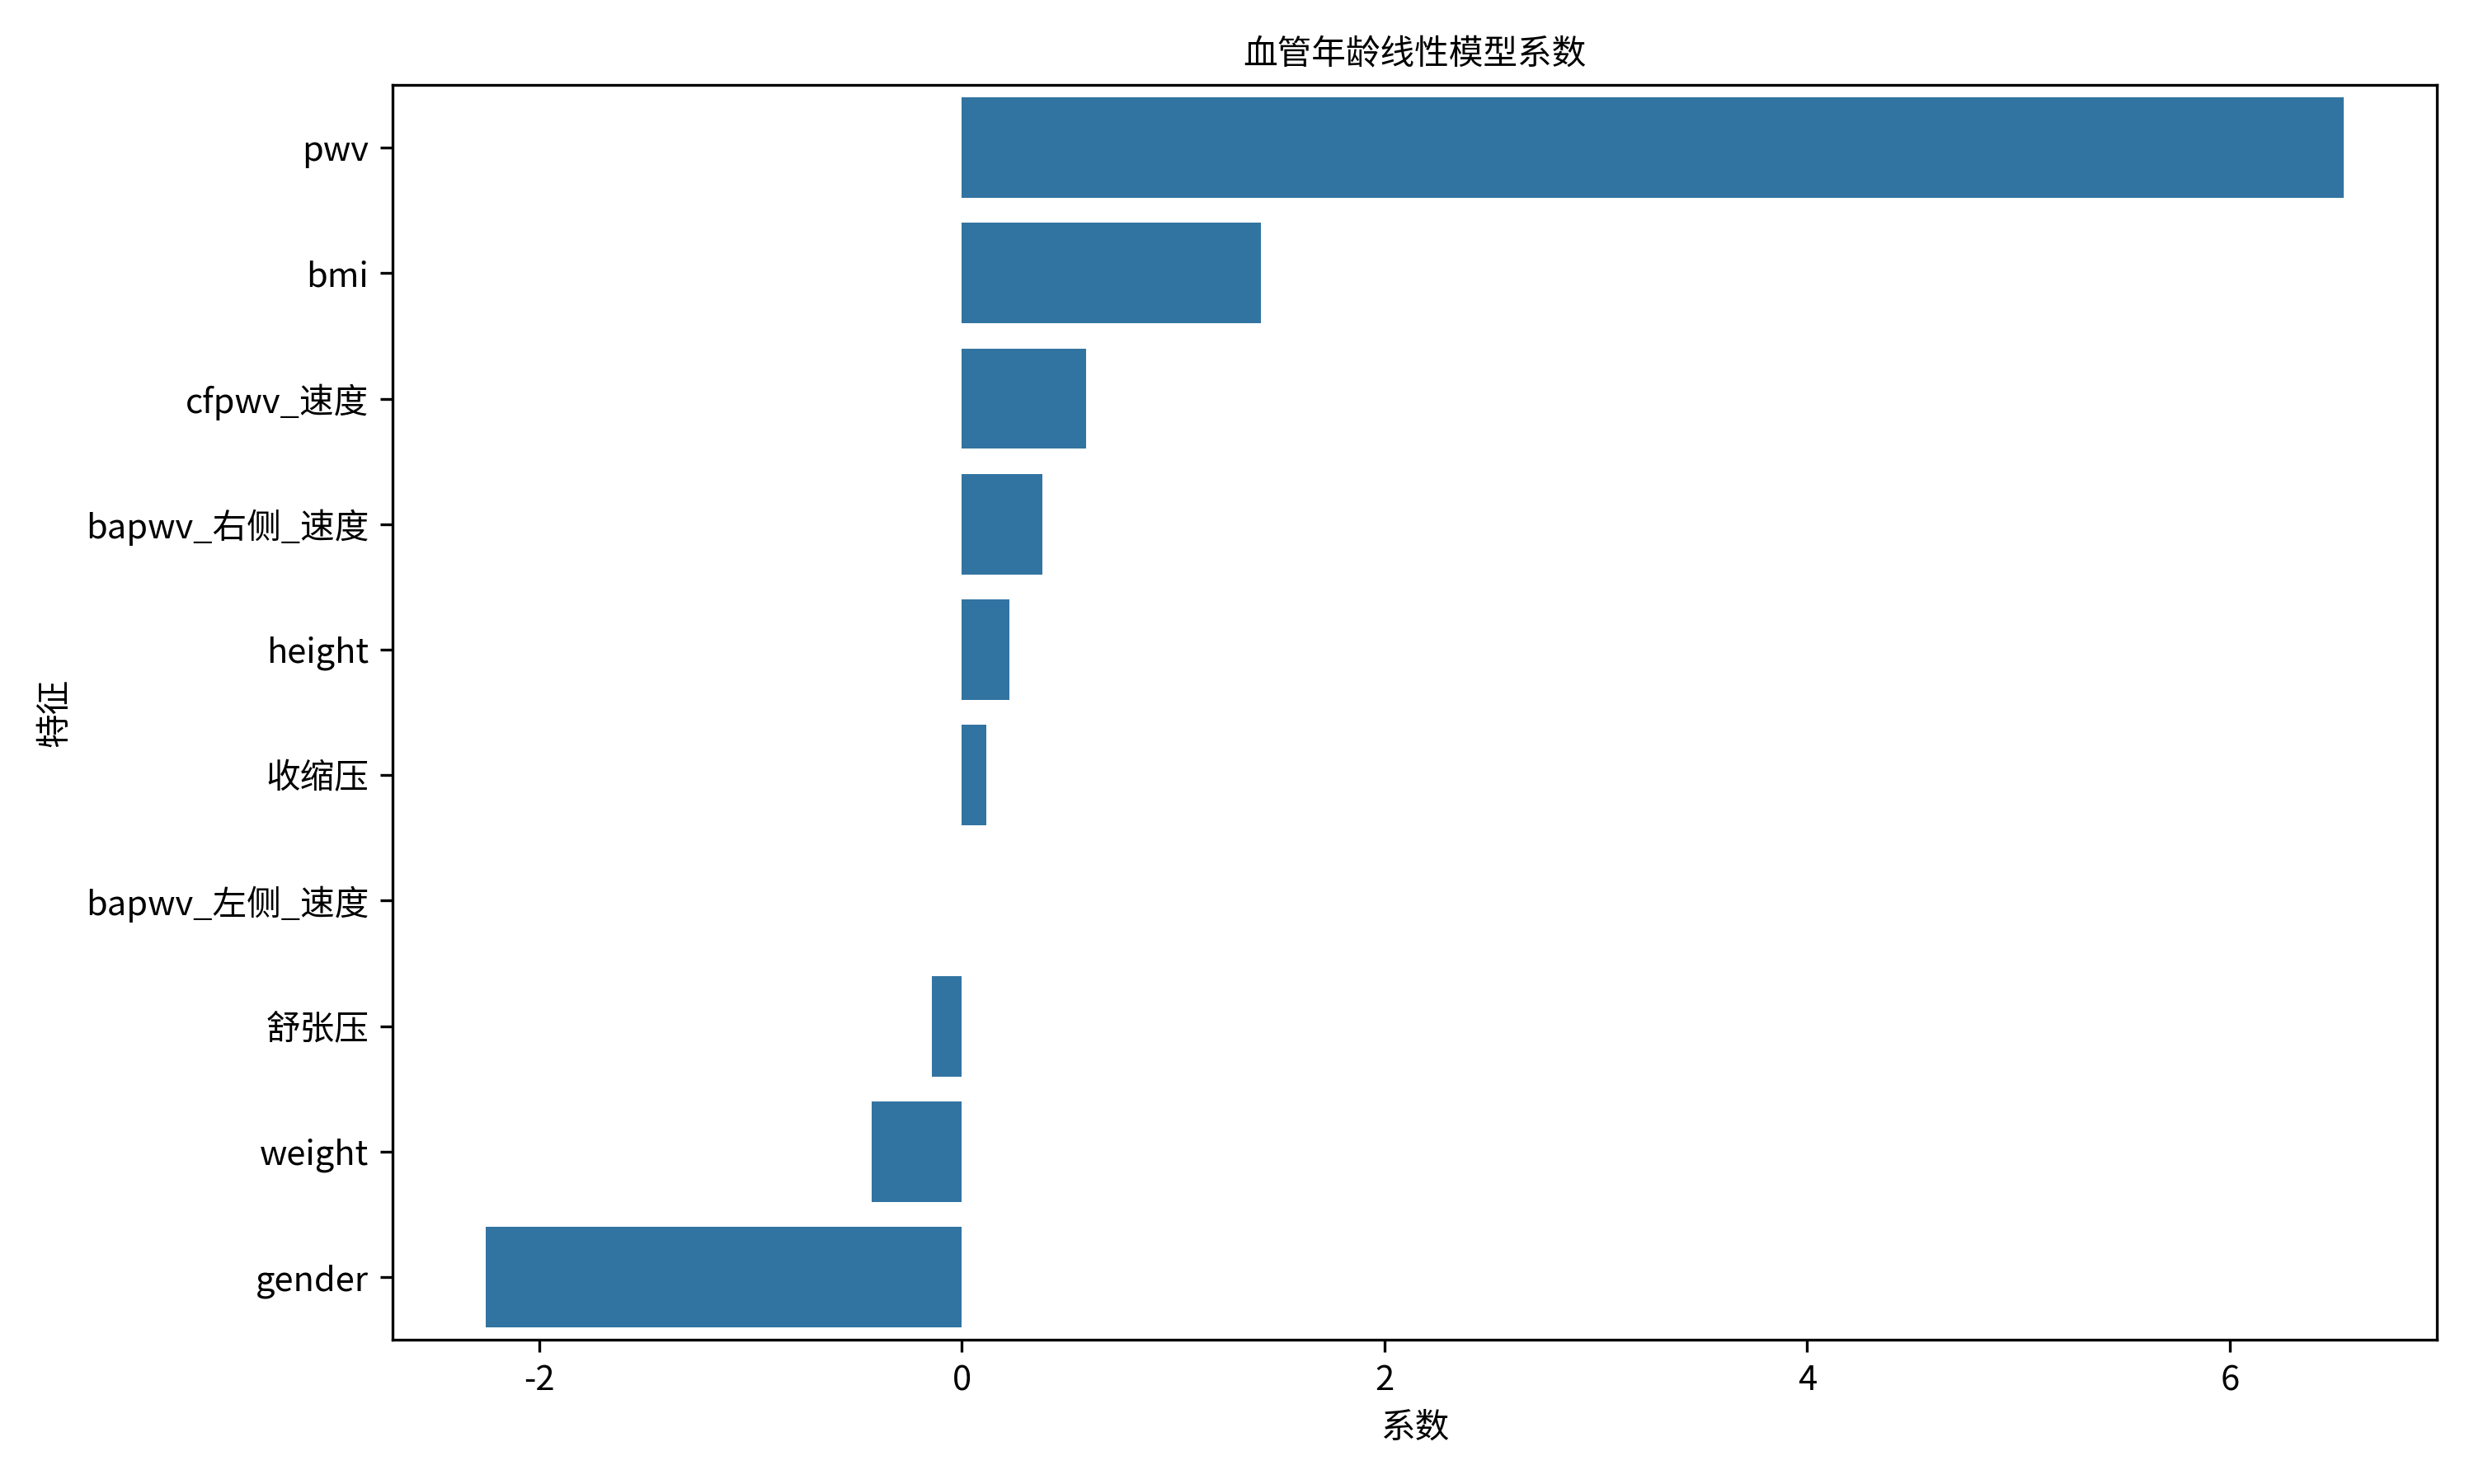 血管年龄线性模型系数
pwv
bmi
cfpwv_速度
bapwv_右侧_速度
height
收缩压
bapwv_左侧_速度
舒张压
weight
gender
特征
-2
0
2
4
6
系数